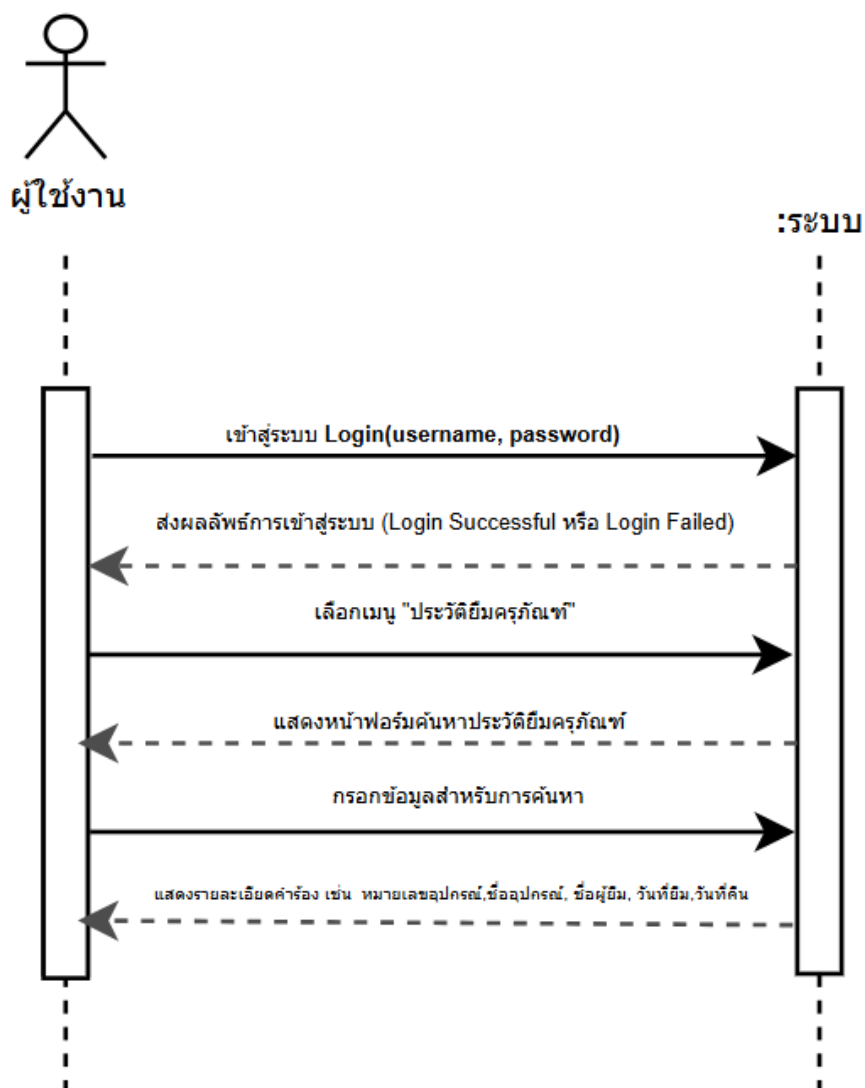 ผู้ใช้งาน
:ระบบ
เข้าสู่ระบบ Login(username, password)
ส่งผลลัพธ์การเข้าสู่ระบบ (Login Successful หรือ Login Failed)
เลือกเมนู "ประวัติยืมครุภัณฑ์"
แสดงหน้าฟอร์มค้นหาประวัติยืมครุภัณฑ์
กรอกข้อมูลสำหรับการค้นหา
แสดงรายละเอียดคำร้อง เช่น หมายเลขอุปกรณ์,ชื่ออุปกรณ์, ชื่อผู้ยืม, วันที่ยืม,วันที่คืน